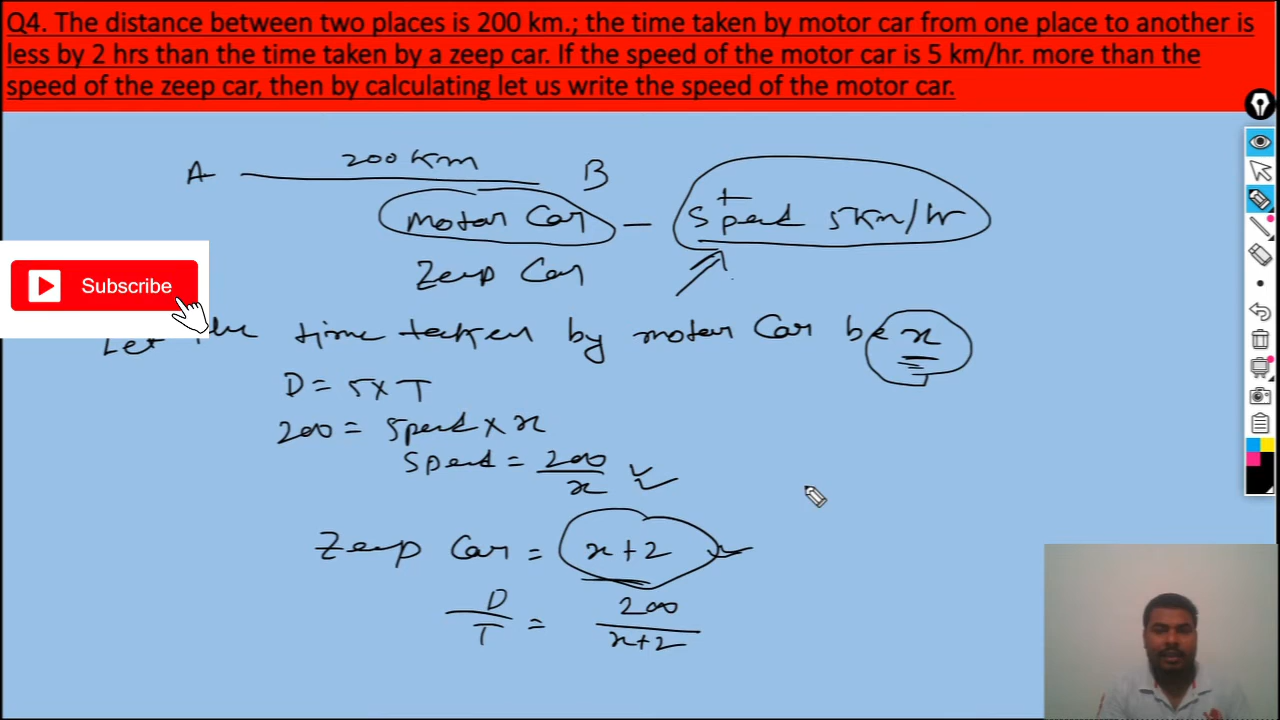 Q4. The distance between two places is 200 km.; the time taken by motor car from one place to another is
less by 2 hrs than the time taken by a zeep car. If the speed of the motor car is 5 km/hr. more than the
speed of the zeep car, then by calculating let us write the speed of the motor car.
A 200 Km B
motor Car - Speed 5Km/hr
+
Zeep Car
Subscribe
Let the time taken by motor Car be x
D = S x T
200 = Speed x x
Speed = 200/x
Zeep Car = x+2
D/T = 200/x+2